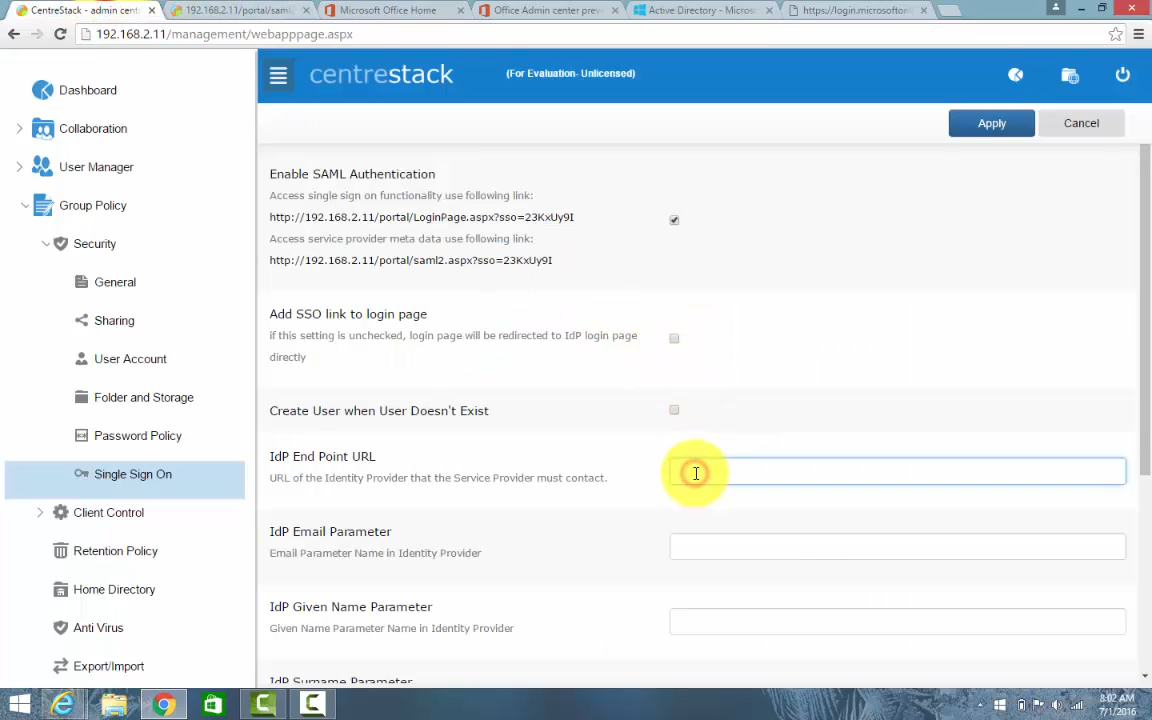 CentreStack - admin cent
192.168.2.11/portal/saml
Microsoft Office Home
Office Admin center prev
Active Directory - Micros
https://login.microsofton
192.168.2.11/management/webapppage.aspx
centrestack
(For Evaluation- Unlicensed)
Dashboard
Collaboration
User Manager
Group Policy
Security
General
Sharing
User Account
Folder and Storage
Password Policy
Single Sign On
Client Control
Retention Policy
Home Directory
Anti Virus
Export/Import
Apply
Cancel
Enable SAML Authentication
Access single sign on functionality use following link:
http://192.168.2.11/portal/LoginPage.aspx?sso=23KxUy9I
Access service provider meta data use following link:
http://192.168.2.11/portal/saml2.aspx?sso=23KxUy9I
Add SSO link to login page
if this setting is unchecked, login page will be redirected to IdP login page
directly
Create User when User Doesn't Exist
IdP End Point URL
URL of the Identity Provider that the Service Provider must contact.
IdP Email Parameter
Email Parameter Name in Identity Provider
IdP Given Name Parameter
Given Name Parameter Name in Identity Provider
IdP Surname Parameter
8:02 AM
7/1/2016